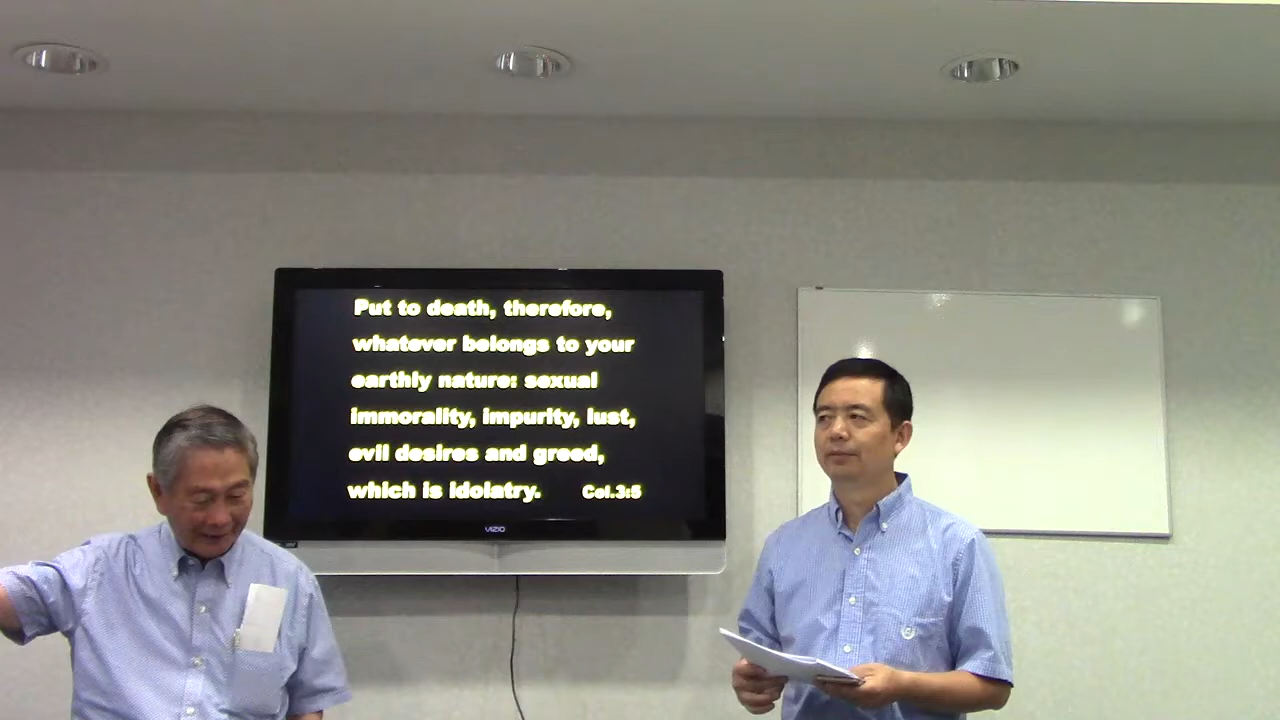 Put to death, therefore,
whatever belongs to your
earthly nature: sexual
immorality, impurity, lust,
evil desires and greed,
which is idolatry. Col.3:5
VIZIO